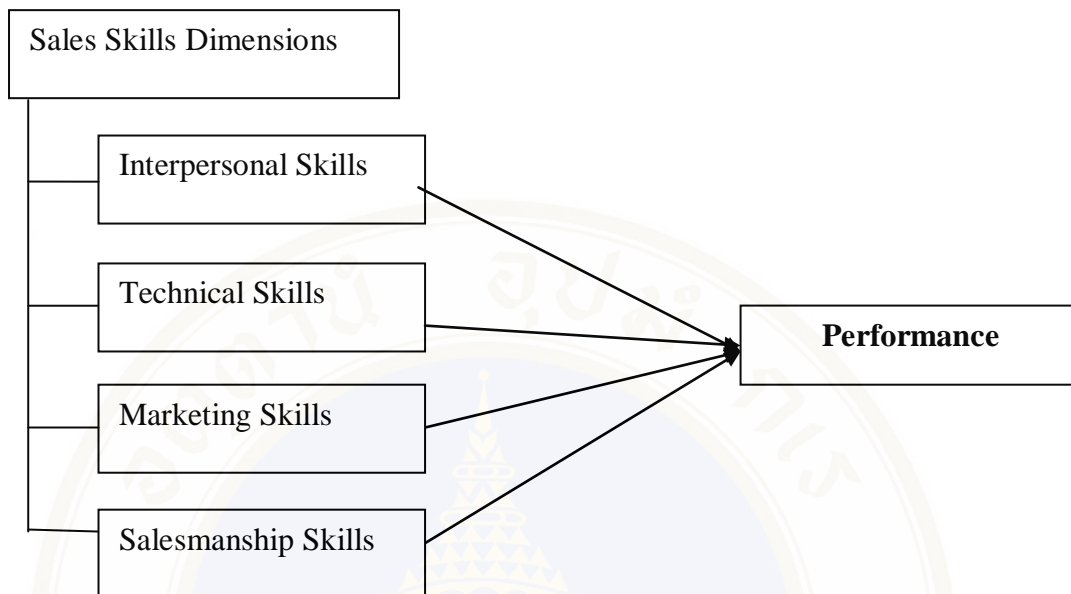 Sales Skills Dimensions
Interpersonal Skills
Technical Skills
Performance
Marketing Skills
Salesmanship Skills